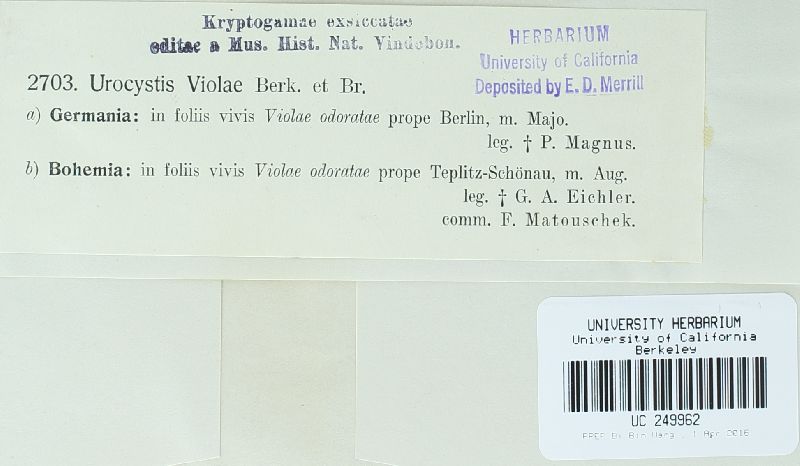 Kryptogamae exsiccatae
editae a Mus. Hist. Nat. Vindobon.
HERBARIUM
University of California
Deposited by E. D. Merrill
2703. Urocystis Violae Berk. et Br.
a) Germania: in foliis vivis Violae odoratae prope Berlin, m. Majo.
leg. † P. Magnus.
b) Bohemia: in foliis vivis Violae odoratae prope Teplitz-Schönau, m. Aug.
leg. † G. A. Eichler.
comm. F. Matouschek.
UNIVERSITY HERBARIUM
University of California
Berkeley
UC 249962
Apr 2016